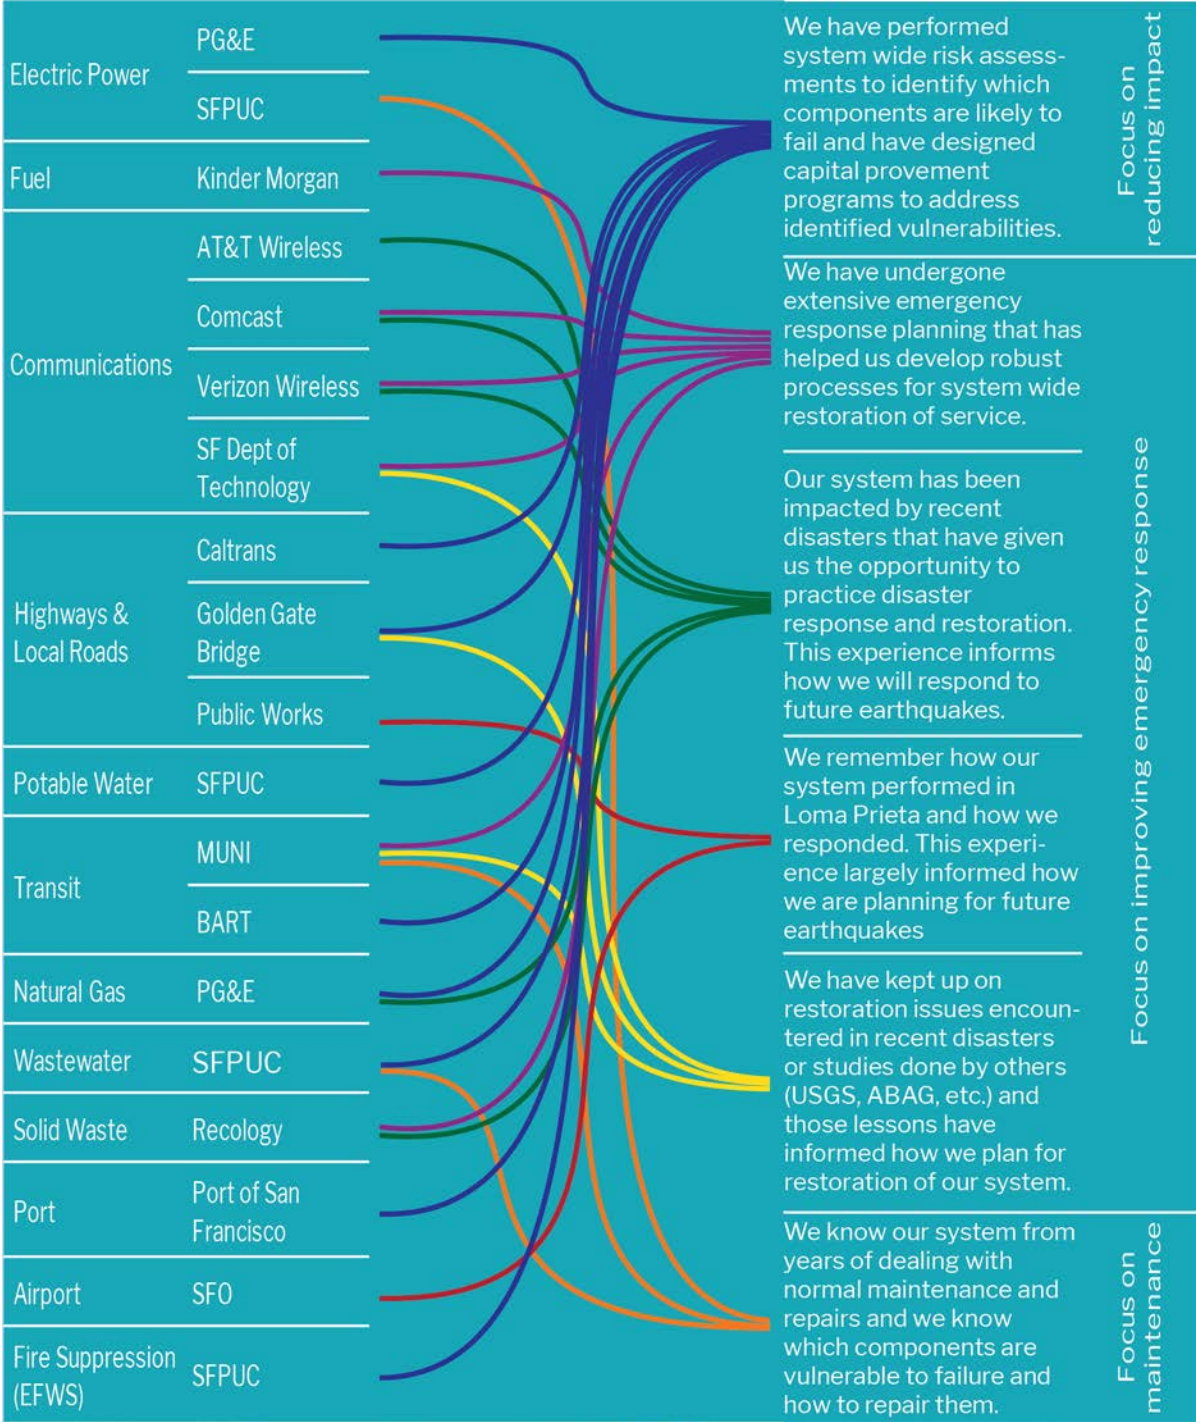 Electric Power
PG&E
SFPUC
Fuel
Kinder Morgan
Communications
AT&T Wireless
Comcast
Verizon Wireless
SF Dept of
Technology
Highways &
Local Roads
Caltrans
Golden Gate
Bridge
Public Works
Potable Water
SFPUC
Transit
MUNI
BART
Natural Gas
PG&E
Wastewater
SFPUC
Solid Waste
Recology
Port
Port of San
Francisco
Airport
SFO
Fire Suppression
(EFWS)
SFPUC
We have performed
system wide risk assess-
ments to identify which
components are likely to
fail and have designed
capital provement
programs to address
identified vulnerabilities.
Focus on
reducing impact
We have undergone
extensive emergency
response planning that has
helped us develop robust
processes for system wide
restoration of service.
Our system has been
impacted by recent
disasters that have given
us the opportunity to
practice disaster
response and restoration.
This experience informs
how we will respond to
future earthquakes.
We remember how our
system performed in
Loma Prieta and how we
responded. This experi-
ence largely informed how
we are planning for future
earthquakes
We have kept up on
restoration issues encoun-
tered in recent disasters
or studies done by others
(USGS, ABAG, etc.) and
those lessons have
informed how we plan for
restoration of our system.
Focus on improving emergency response
We know our system from
years of dealing with
normal maintenance and
repairs and we know
which components are
vulnerable to failure and
how to repair them.
Focus on
maintenance